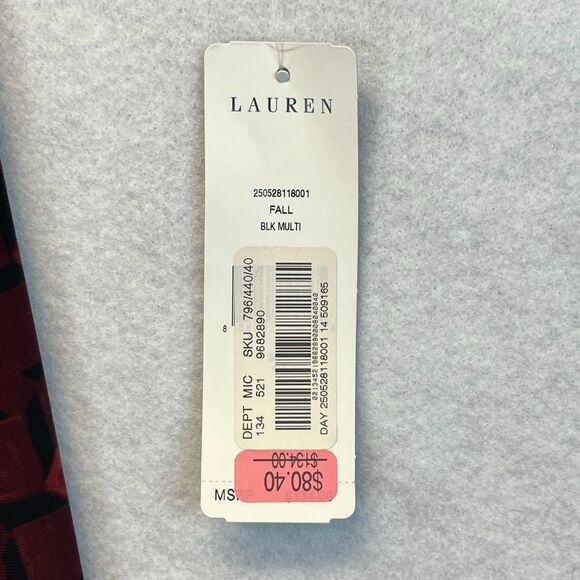 LAUREN
250528118001
FALL
BLK MULTI
8
DEPT MIC SKU 796/440/40
134 521 9682890
DAY 250528118001 14 509165
$134.00
$80.40